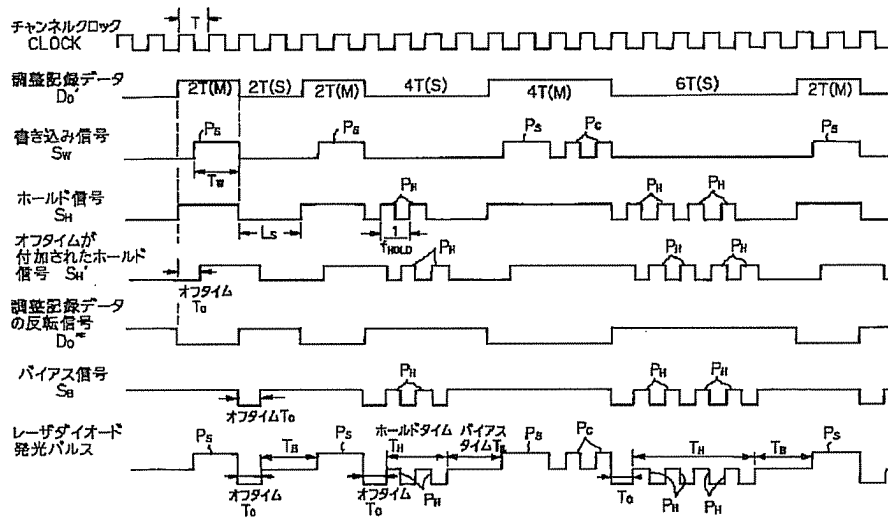 チャンネルクロック
CLOCK
T
調整記録データ
D₀'
2T(M) 2T(S) 2T(M) 4T(S) 4T(M) 6T(S) 2T(M)
書き込み信号
Sw
Ps Ps Ps Pc Ps
Tw
ホールド信号
SH
PH PH PH
Ls
1
fHOLD
オフタイムが
付加されたホールド
信号 SH'
PH PH PH
オフタイム
To
調整記録データ
の反転信号
バイアス信号
SB
PH PH PH
オフタイムTo
レーザダイオード
発光パルス
Ps TB Ps ホールドタイム
TH バイアス
タイムTB Ps Pc TH TB Ps
オフタイム
To
オフタイム
To
PH To PH PH